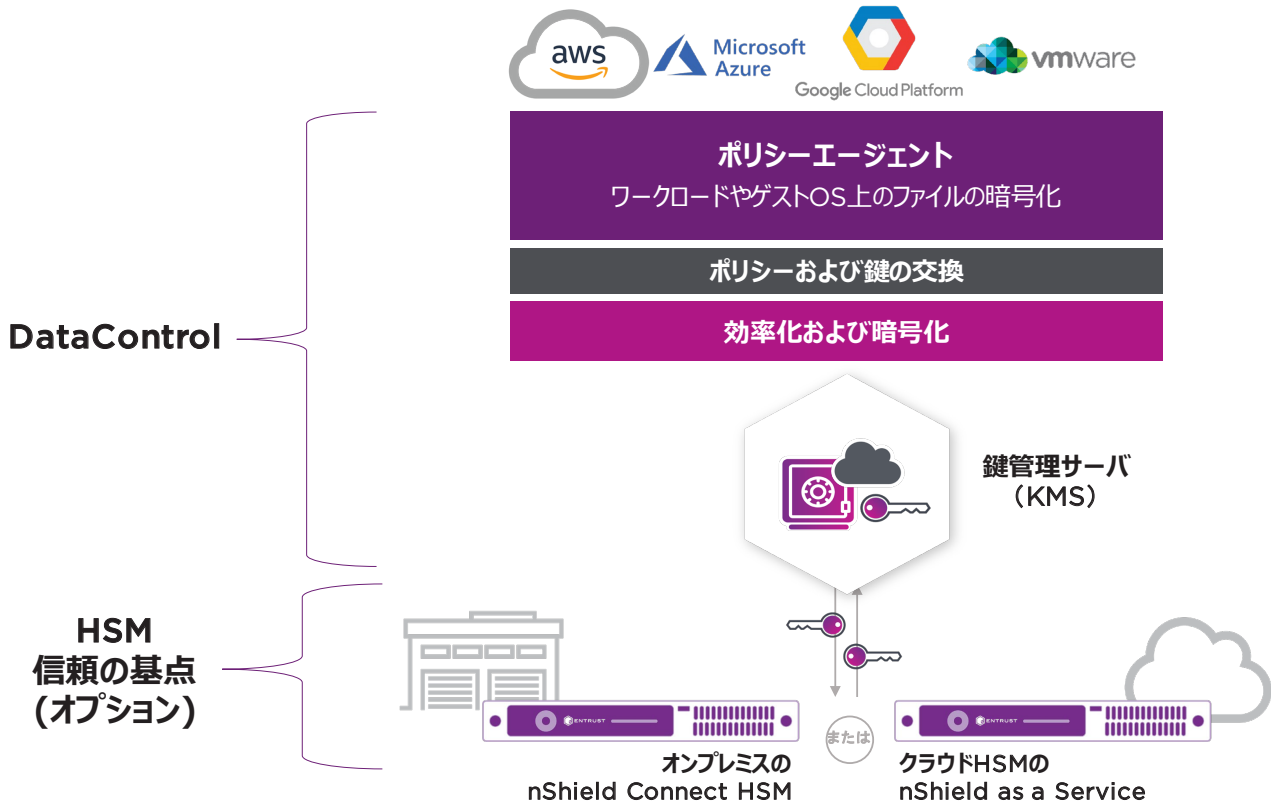 aws
Microsoft
Azure
Google Cloud Platform
vmware
ポリシーエージェント
ワークロードやゲストOS上のファイルの暗号化
ポリシーおよび鍵の交換
効率化および暗号化
DataControl
鍵管理サーバ
（KMS）
HSM
信頼の基点
(オプション)
ENTRUST
または
ENTRUST
オンプレミスの
nShield Connect HSM
クラウドHSMの
nShield as a Service